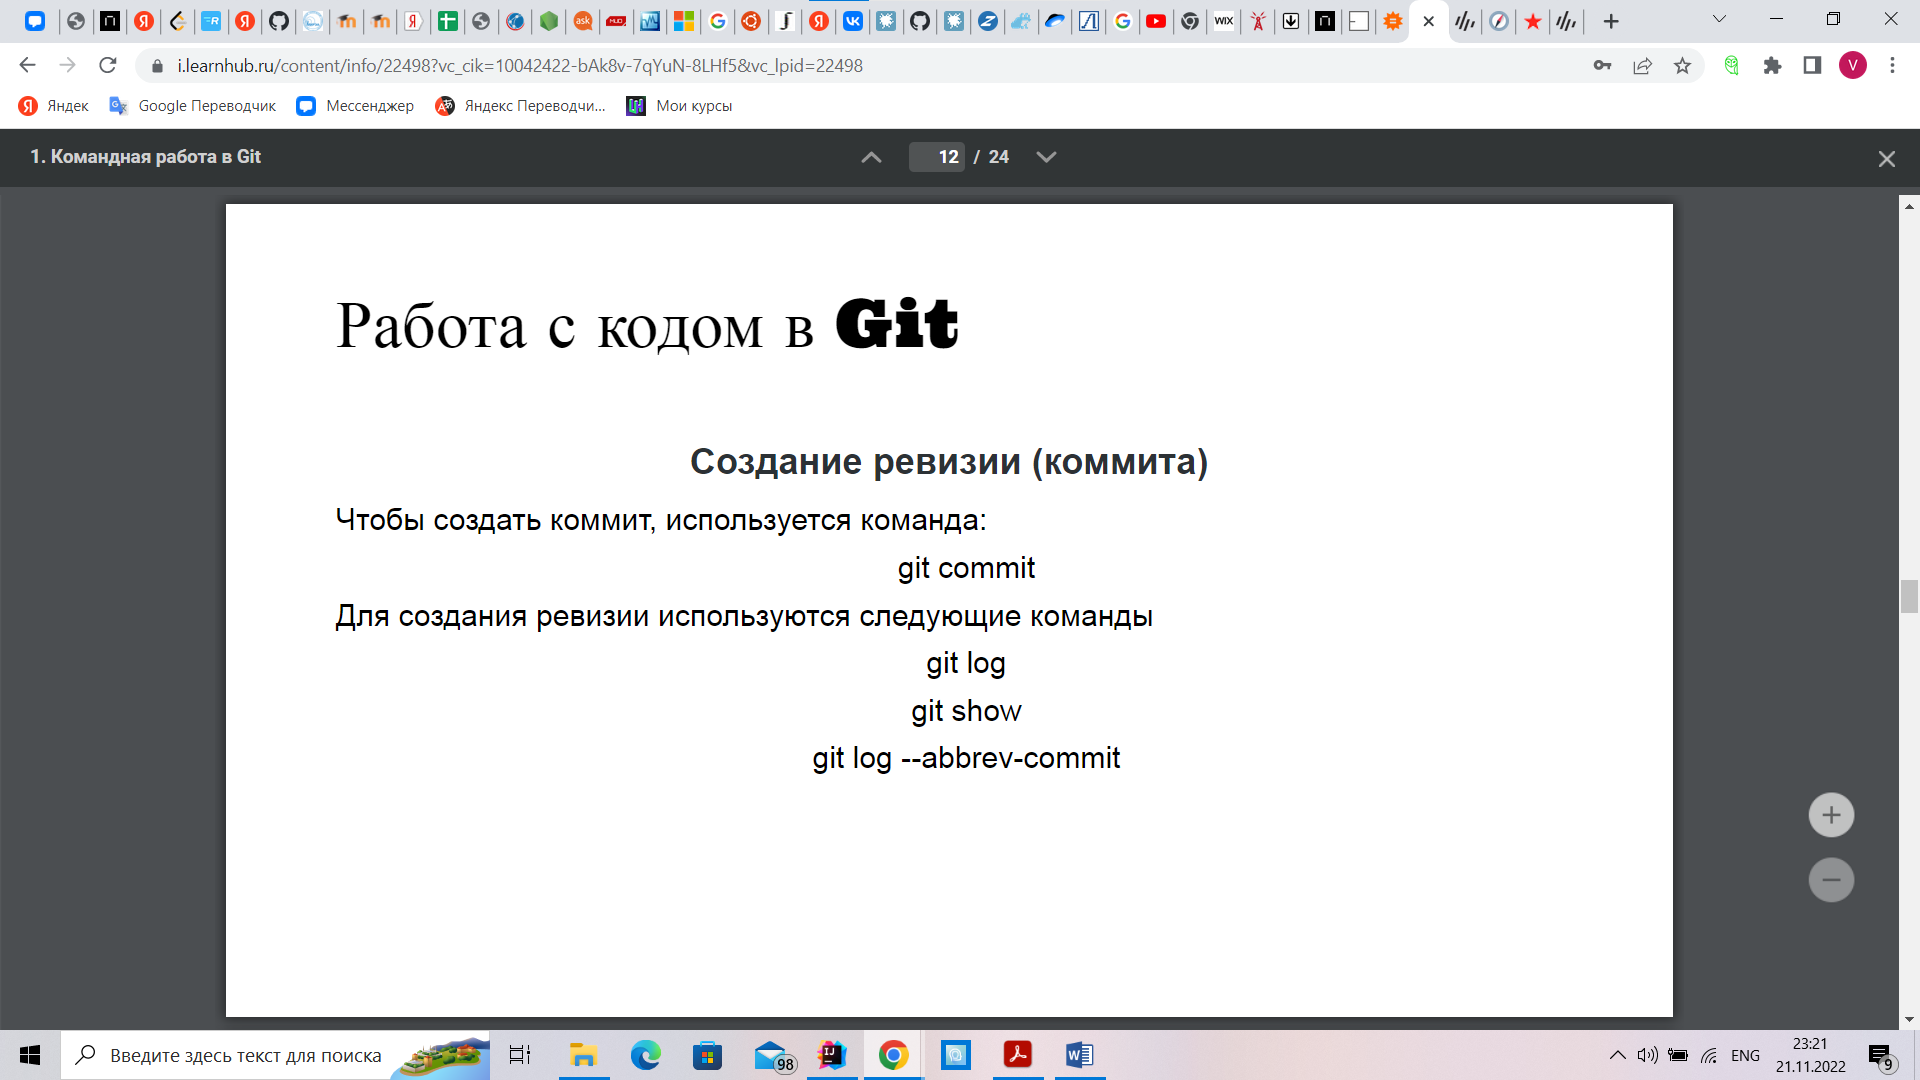 ask
MUO
WIX
i.learnhub.ru/content/info/22498?vc_cik=10042422-bAk8v-7qYuN-8LHf5&vc_lpid=22498
V
Яндек
Google Переводчик
Мессенджер
Яндекс Переводчи...
Мои курсы
1. Командная работа в Git
12 / 24
Работа с кодом в Git
Создание ревизии (коммита)
Чтобы создать коммит, используется команда:
git commit
Для создания ревизии используются следующие команды
git log
git show
git log --abbrev-commit
Введите здесь текст для поиска
98
ENG
23:21
21.11.2022
9